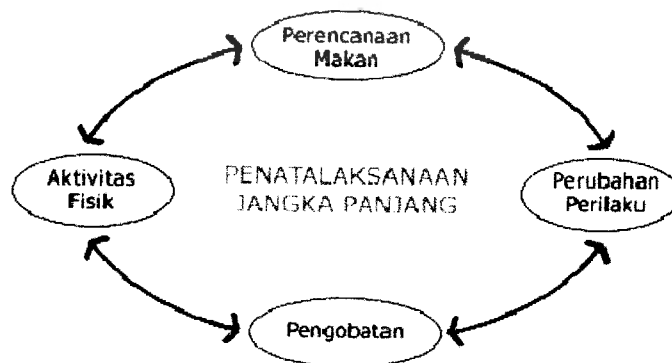 Perencanaan
Makan
Aktivitas
Fisik
PENATALAKSANAAN
JANGKA PANJANG
Perubahan
Perilaku
Pengobatan